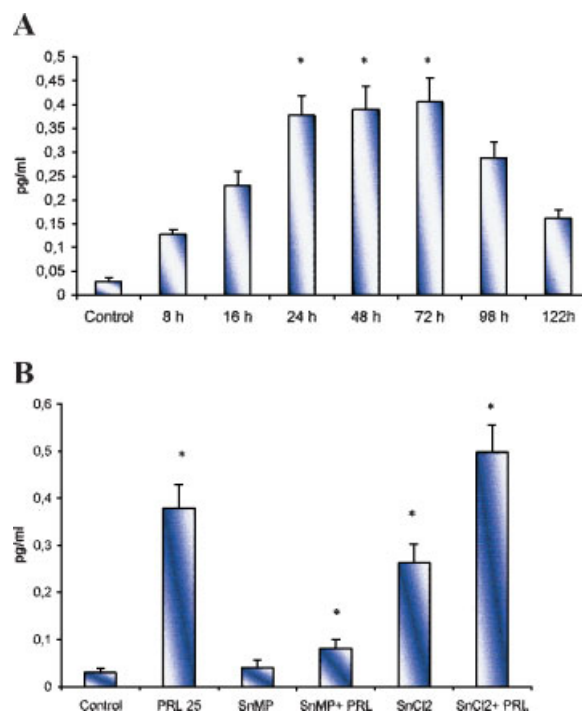 A
0,5
0,45
0,4
0,35
0,3
0,25
0,2
0,15
0,1
0,05
0
pg/ml
* * *
Control 8 h 16 h 24 h 48 h 72 h 96 h 122h
B
0,6
0,5
0,4
0,3
0,2
0,1
0
pg/ml
* * * *
Control PRL 25 SnMP SnMP+ PRL SnCl2 SnCl2+ PRL